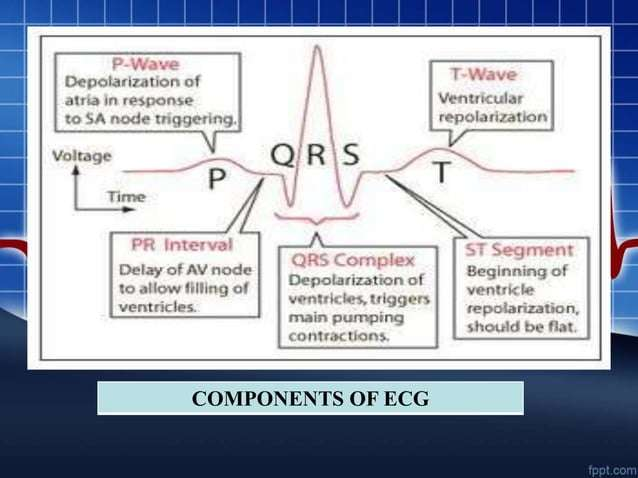 P-Wave
Depolarization of
atria in response
to SA node triggering.
T-Wave
Ventricular
repolarization
Voltage
Time
P
Q R S
T
PR Interval
Delay of AV node
to allow filling of
ventricles.
QRS Complex
Depolarization of
ventricles, triggers
main pumping
contractions.
ST Segment
Beginning of
ventricle
repolarization,
should be flat.
COMPONENTS OF ECG
fppt.com